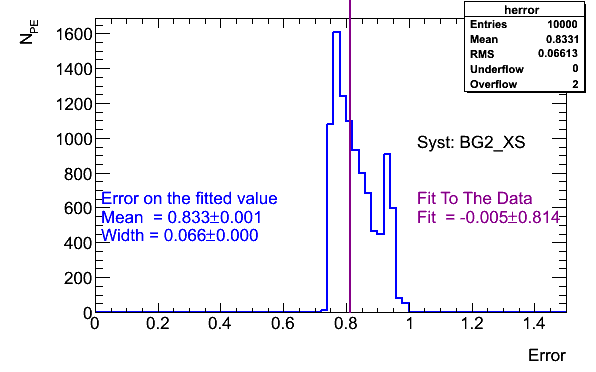 herror
Entries 10000
Mean 0.8331
RMS 0.06613
Underflow 0
Overflow 2
N_PE
1600
1400
1200
1000
800
600
400
200
0
Syst: BG2_XS
Error on the fitted value
Mean = 0.833±0.001
Width = 0.066±0.000
Fit To The Data
Fit = -0.005±0.814
0 0.2 0.4 0.6 0.8 1 1.2 1.4
Error